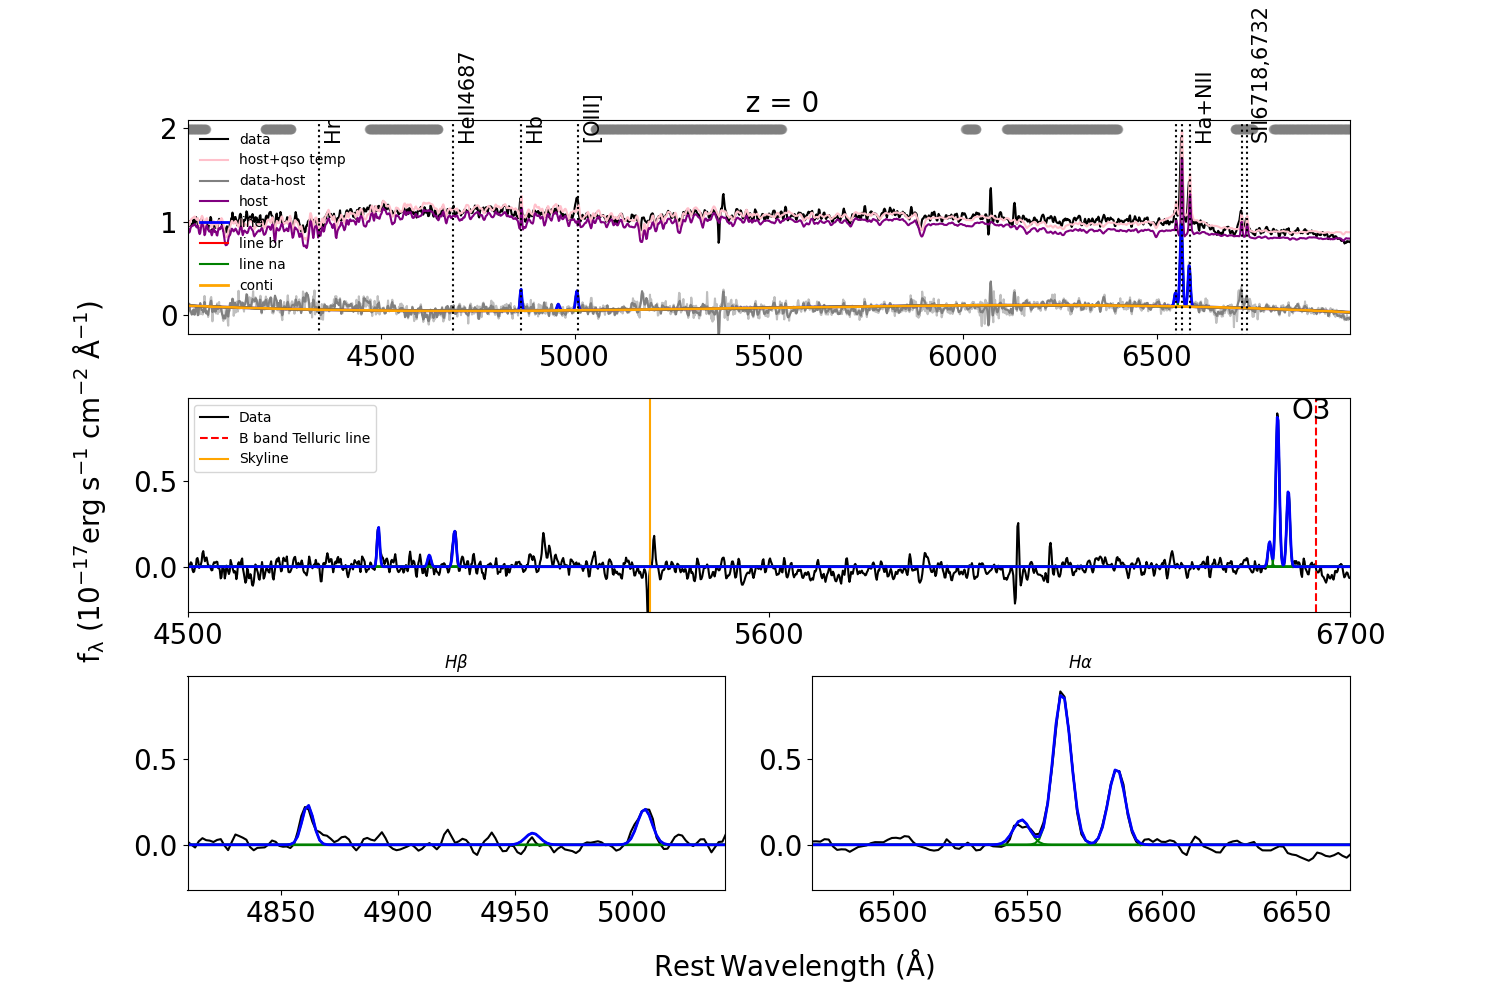 z = 0
Hr
HeII4687
Hb
[OIII]
Ha+NII
SII6718,6732
2
1
0
data
host+qso temp
data-host
host
line br
line na
conti
4500
5000
5500
6000
6500
fλ (10−17erg s−1 cm−2 Å−1)
Data
B band Telluric line
Skyline
O3
0.5
0.0
4500
5600
6700
Hβ
Hα
0.5
0.0
4850
4900
4950
5000
0.5
0.0
6500
6550
6600
6650
Rest Wavelength (Å)